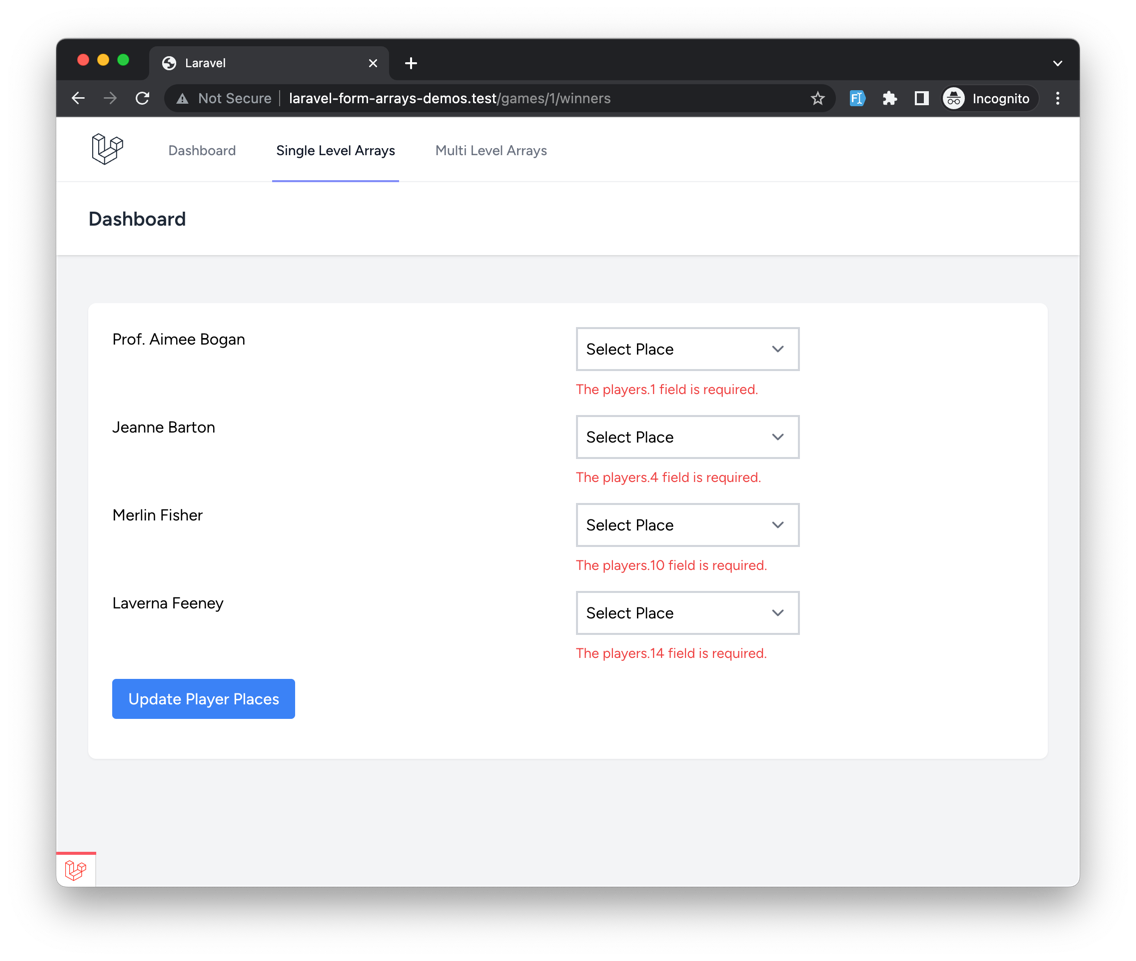 Laravel
Not Secure laravel-form-arrays-demos.test/games/1/winners Incognito
Dashboard Single Level Arrays Multi Level Arrays
Dashboard
Prof. Aimee Bogan Select Place
The players.1 field is required.
Jeanne Barton Select Place
The players.4 field is required.
Merlin Fisher Select Place
The players.10 field is required.
Laverna Feeney Select Place
The players.14 field is required.
Update Player Places